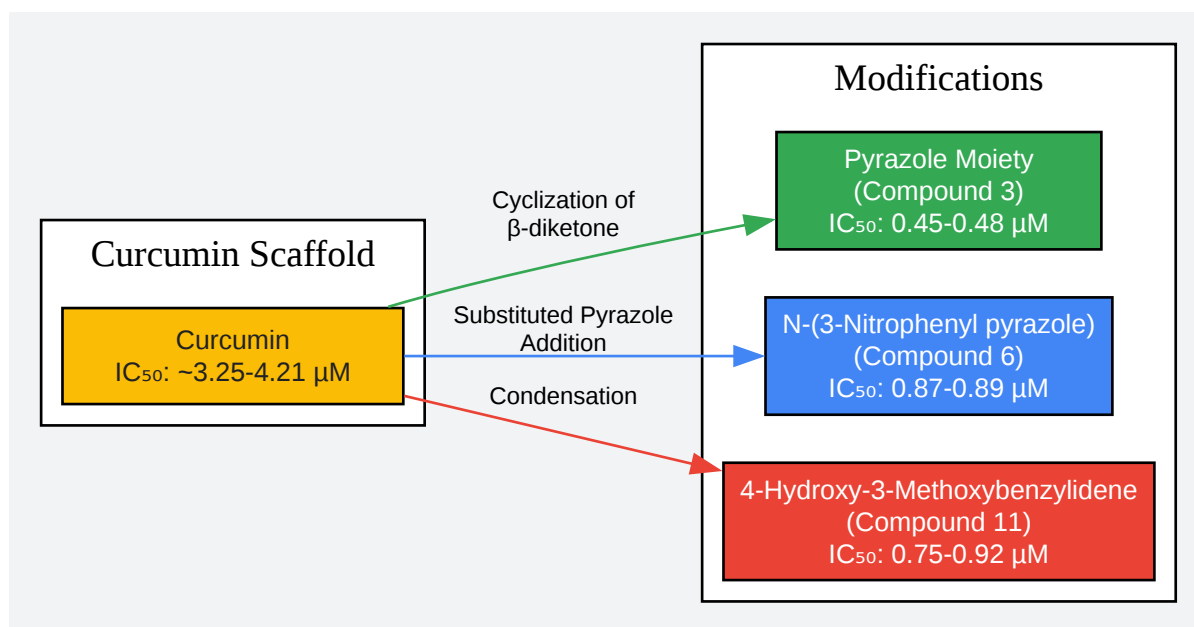 Curcumin Scaffold
Curcumin
IC₅₀: ~3.25-4.21 µM
Cyclization of
β-diketone
Substituted Pyrazole
Addition
Condensation
Modifications
Pyrazole Moiety
(Compound 3)
IC₅₀: 0.45-0.48 µM
N-(3-Nitrophenyl pyrazole)
(Compound 6)
IC₅₀: 0.87-0.89 µM
4-Hydroxy-3-Methoxybenzylidene
(Compound 11)
IC₅₀: 0.75-0.92 µM